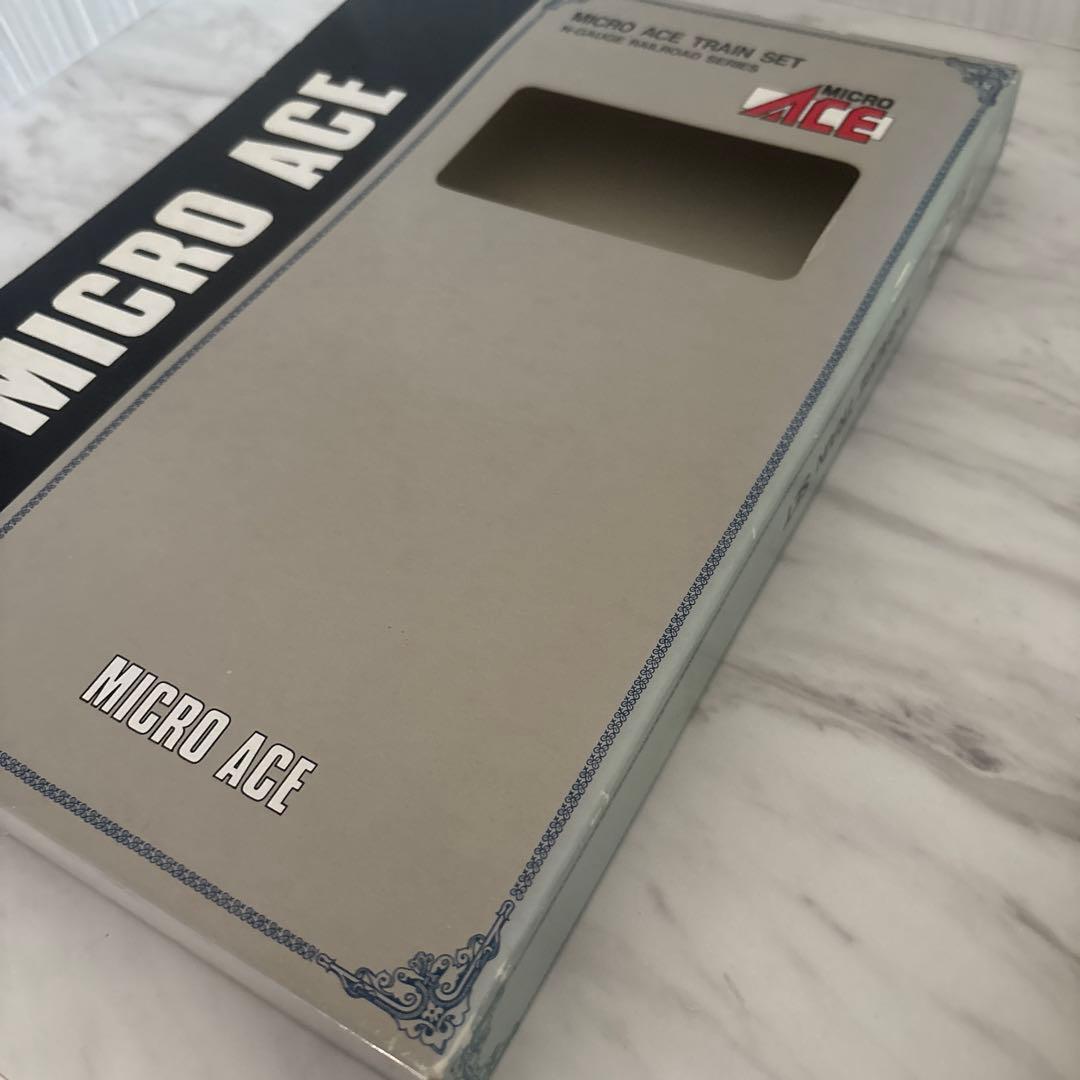 MICRO ACE TRAIN SET
N-GAUGE RAILROAD SERIES
MICRO
ACE
MICRO ACE
MICRO ACE